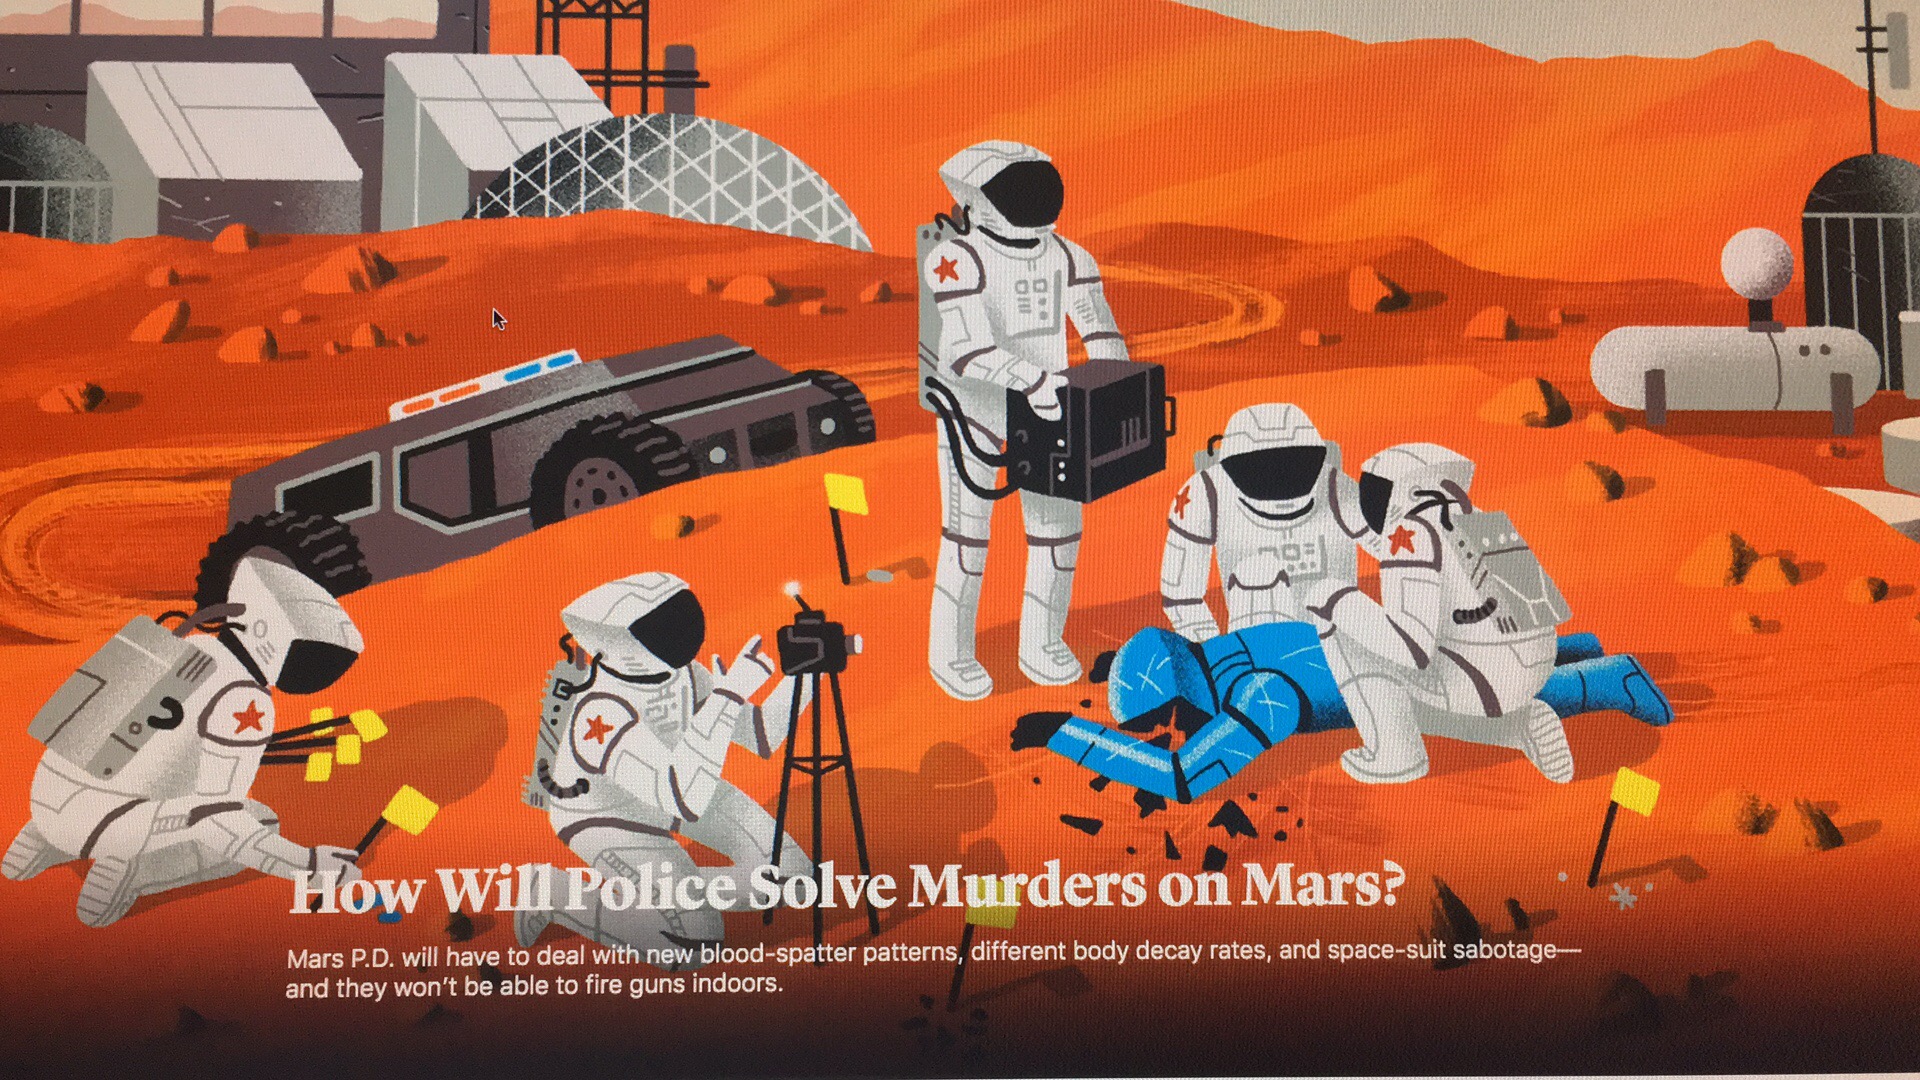 How Will Police Solve Murders on Mars?
Mars P.D. will have to deal with new blood-spatter patterns, different body decay rates, and space-suit sabotage—
and they won't be able to fire guns indoors.